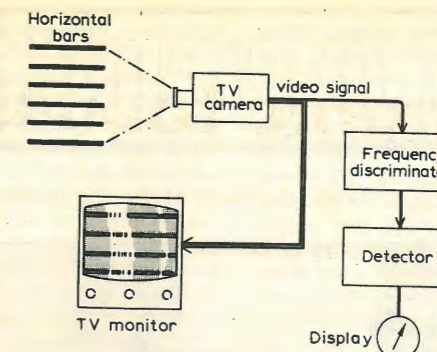 Horizontal
bars
TV
camera
video signal
Frequenc
discriminat
Detector
TV monitor
Display